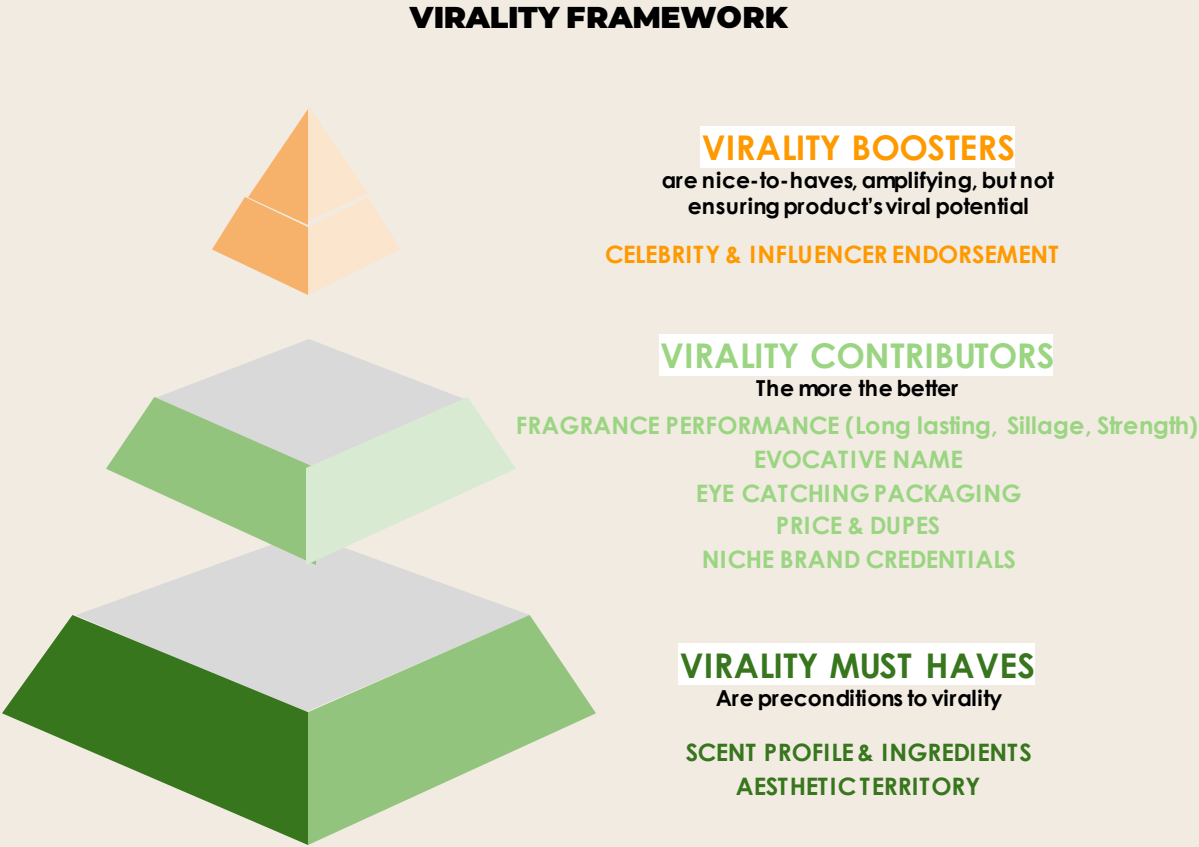 VIRALITY FRAMEWORK
VIRALITY BOOSTERS
are nice-to-haves, amplifying, but not
ensuring product's viral potential
CELEBRITY & INFLUENCER ENDORSEMENT
VIRALITY CONTRIBUTORS
The more the better
FRAGRANCE PERFORMANCE (Long lasting, Sillage, Strength)
EVOCATIVE NAME
EYE CATCHING PACKAGING
PRICE & DUPES
NICHE BRAND CREDENTIALS
VIRALITY MUST HAVES
Are preconditions to virality
SCENT PROFILE & INGREDIENTS
AESTHETIC TERRITORY